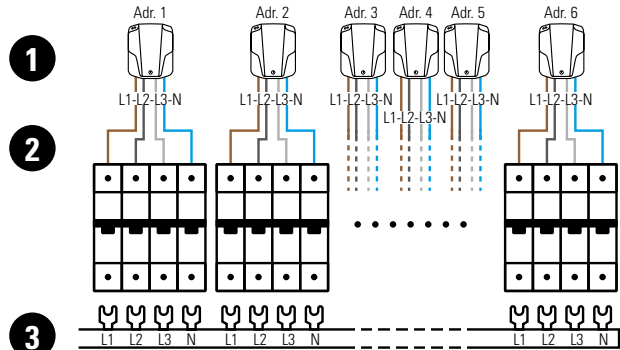 Adr. 1 Adr. 2 Adr. 3 Adr. 4 Adr. 5 Adr. 6
1
L1-L2-L3-N L1-L2-L3-N L1-L2-L3-N L1-L2-L3-N L1-L2-L3-N
L1-L2-L3-N
2
3
L1 L2 L3 N L1 L2 L3 N L1 L2 L3 N